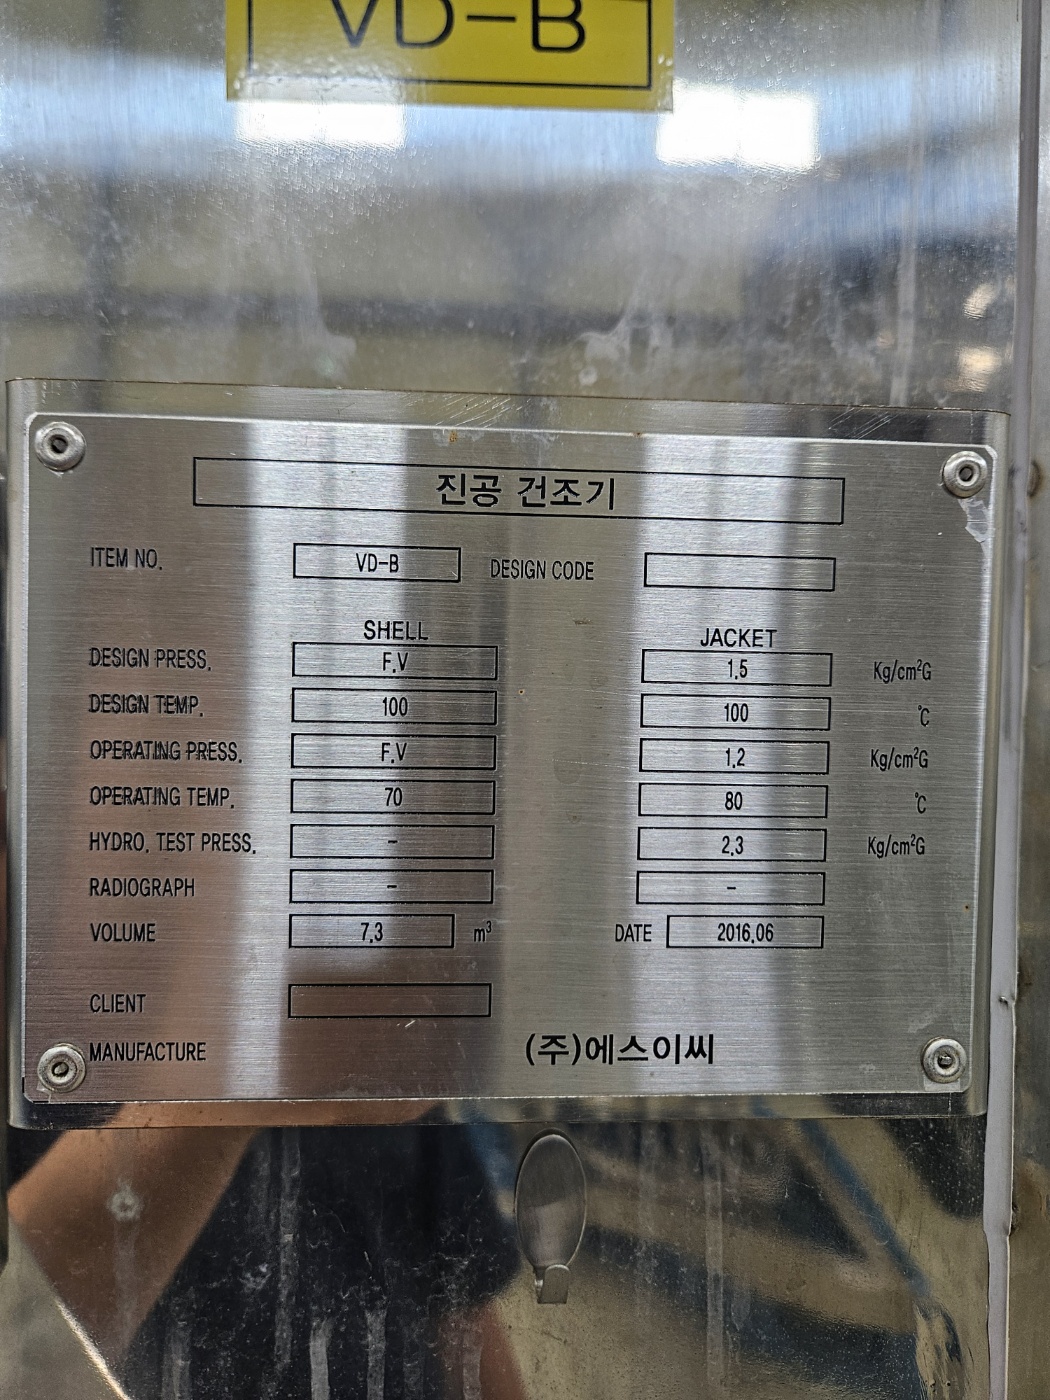 VD-B
진공 건조기
ITEM NO. VD-B DESIGN CODE
SHELL JACKET
DESIGN PRESS. F.V 1.5 Kg/cm²G
DESIGN TEMP. 100 100 ℃
OPERATING PRESS. F.V 1.2 Kg/cm²G
OPERATING TEMP. 70 80 ℃
HYDRO. TEST PRESS. - 2.3 Kg/cm²G
RADIOGRAPH - -
VOLUME 7.3 m³ DATE 2016.06
CLIENT
MANUFACTURE (주)에스이씨